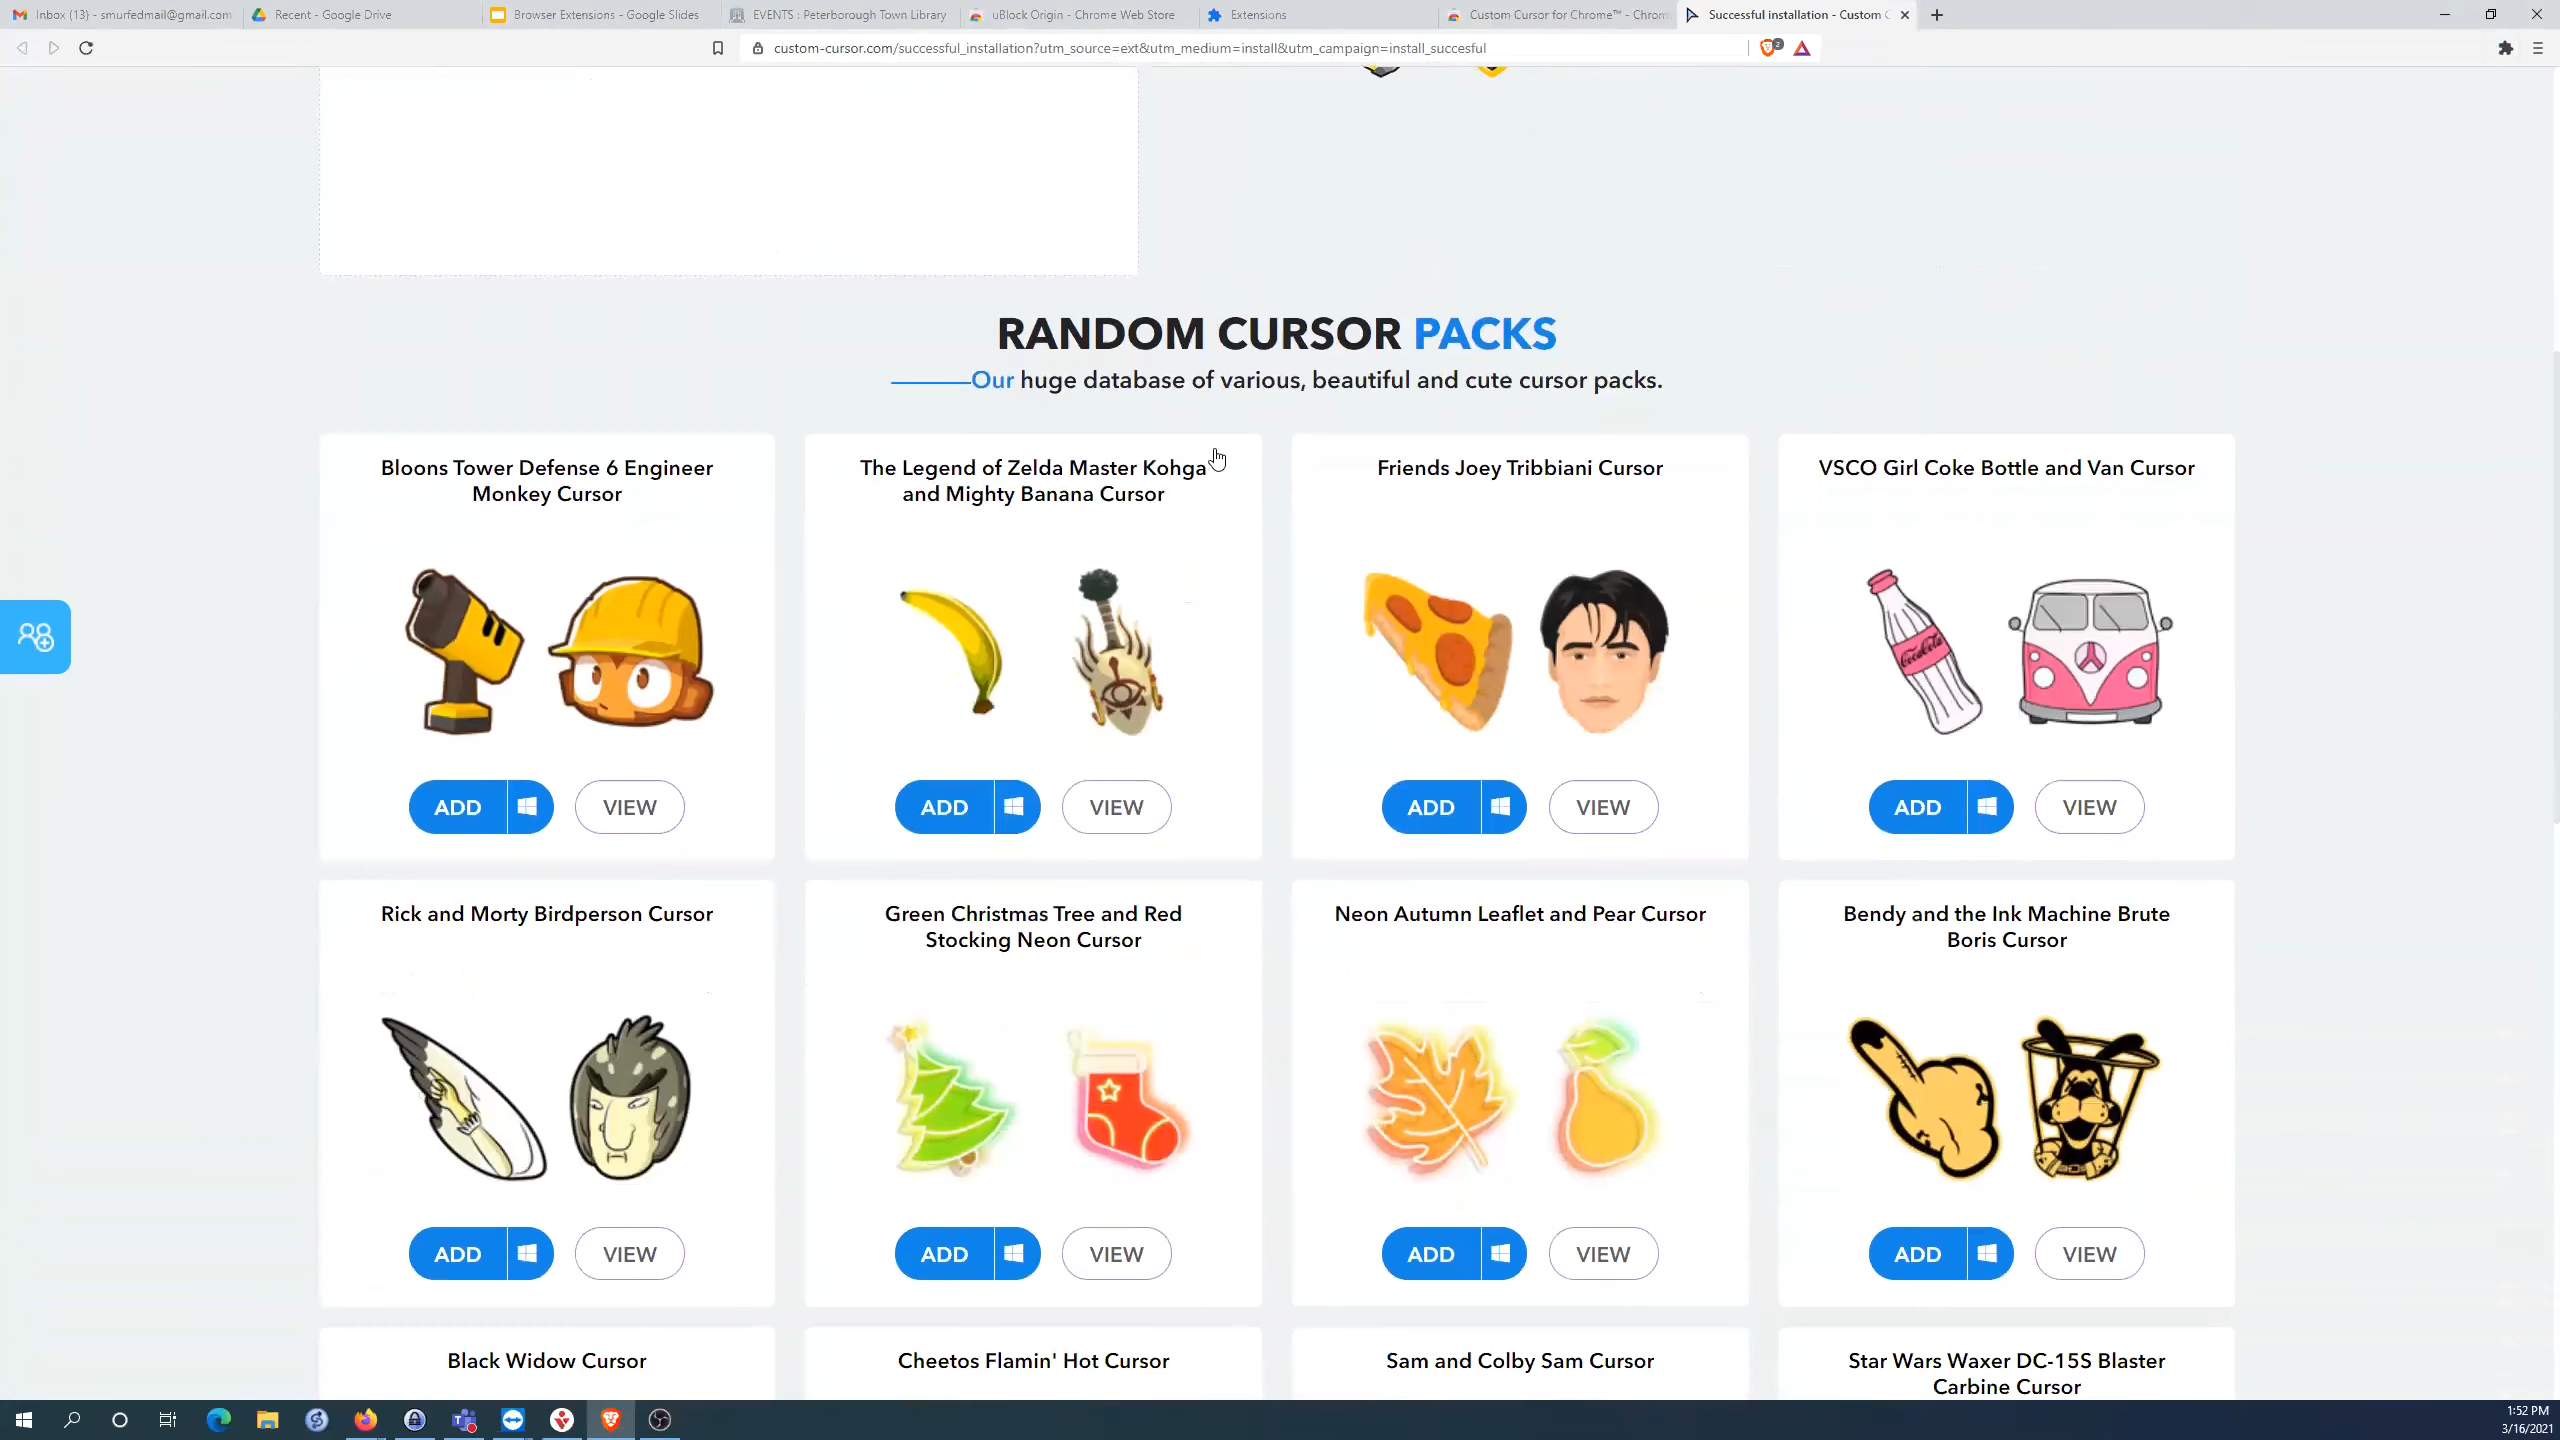 Inbox (13) - smurfedmail@gmail.com
Recent - Google Drive
Browser Extensions - Google Slides
EVENTS : Peterborough Town Library
uBlock Origin - Chrome Web Store
Extensions
Custom Cursor for Chrome™ - Chrom
Successful installation - Custom C
custom-cursor.com/successful_installation?utm_source=ext&utm_medium=install&utm_campaign=install_succesful
2
RANDOM CURSOR PACKS
Our huge database of various, beautiful and cute cursor packs.
Bloons Tower Defense 6 Engineer
Monkey Cursor
The Legend of Zelda Master Kohga
and Mighty Banana Cursor
Friends Joey Tribbiani Cursor
VSCO Girl Coke Bottle and Van Cursor
Coca-Cola
ADD VIEW
ADD VIEW
ADD VIEW
ADD VIEW
Rick and Morty Birdperson Cursor
Green Christmas Tree and Red
Stocking Neon Cursor
Neon Autumn Leaflet and Pear Cursor
Bendy and the Ink Machine Brute
Boris Cursor
ADD VIEW
ADD VIEW
ADD VIEW
ADD VIEW
Black Widow Cursor
Cheetos Flamin' Hot Cursor
Sam and Colby Sam Cursor
Star Wars Waxer DC-15S Blaster
Carbine Cursor
1:52 PM
3/16/2021